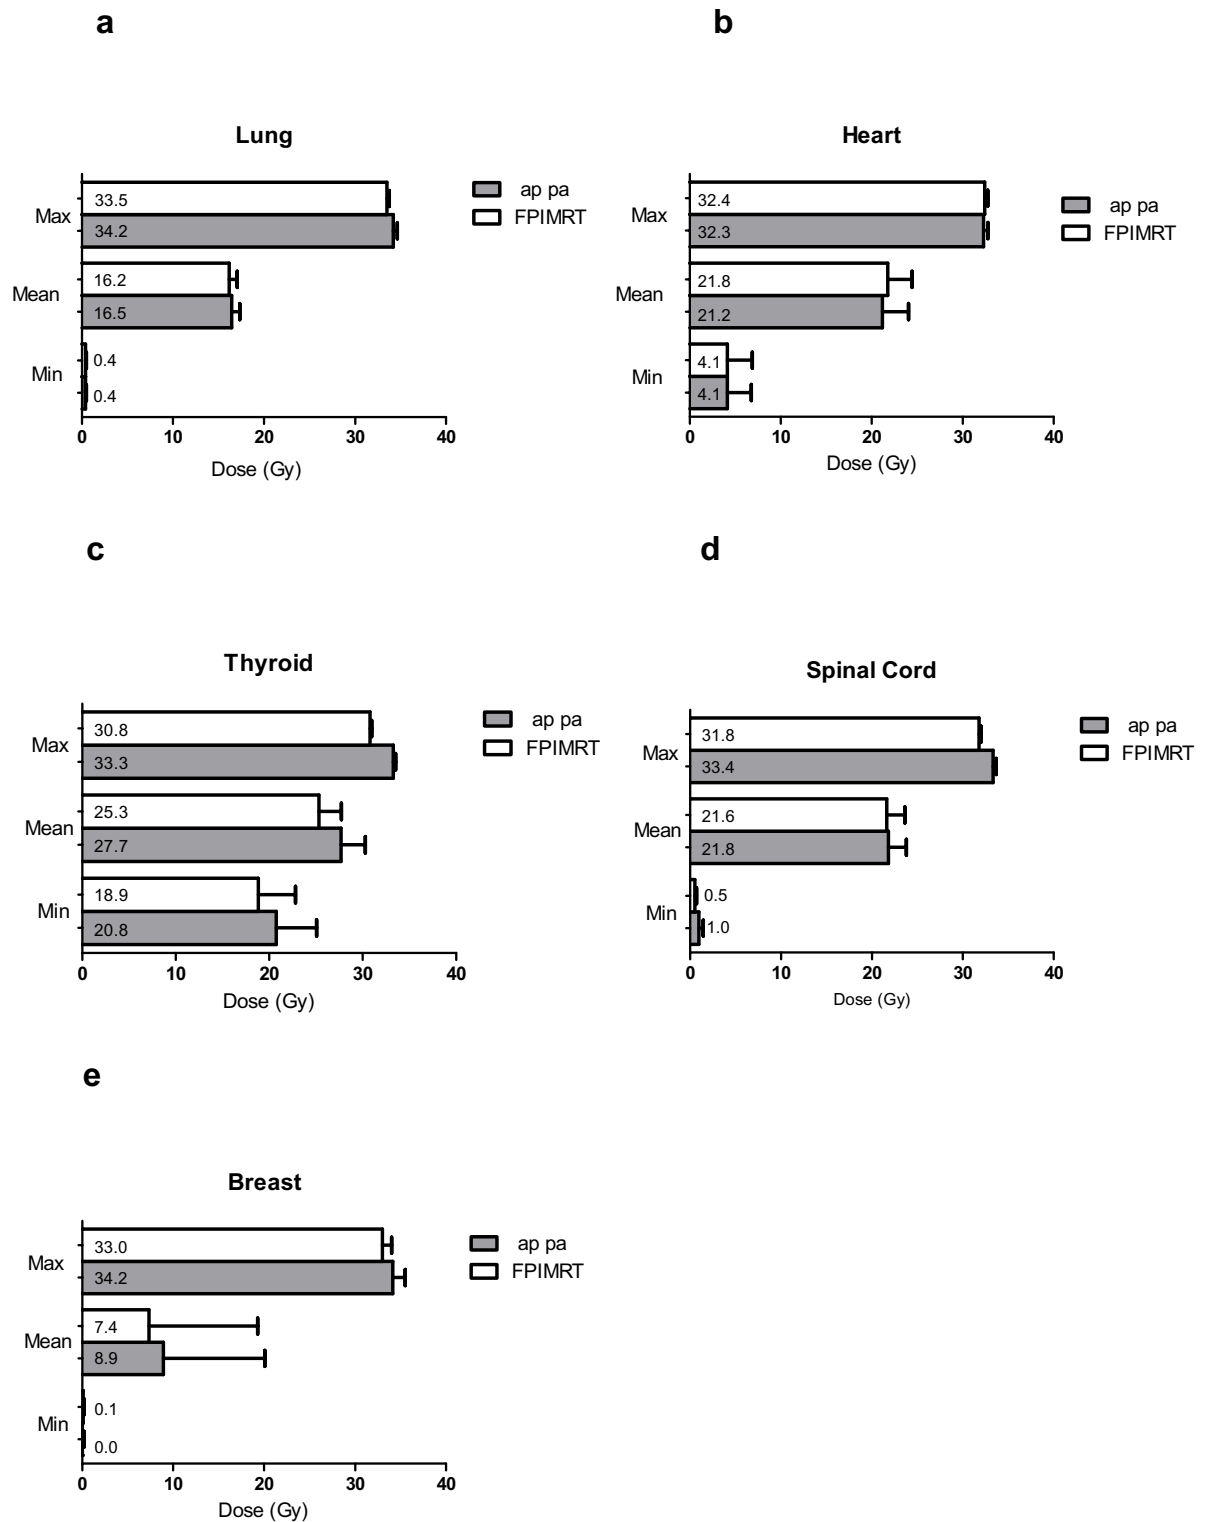 a
Lung
Max
33.5
34.2
Mean
16.2
16.5
Min
0.4
0.4
0 10 20 30 40
Dose (Gy)
ap pa
FPIMRT
b
Heart
Max
32.4
32.3
Mean
21.8
21.2
Min
4.1
4.1
0 10 20 30 40
Dose (Gy)
ap pa
FPIMRT
c
Thyroid
Max
30.8
33.3
Mean
25.3
27.7
Min
18.9
20.8
0 10 20 30 40
Dose (Gy)
ap pa
FPIMRT
d
Spinal Cord
Max
31.8
33.4
Mean
21.6
21.8
Min
0.5
1.0
0 10 20 30 40
Dose (Gy)
ap pa
FPIMRT
e
Breast
Max
33.0
34.2
Mean
7.4
8.9
Min
0.1
0.0
0 10 20 30 40
Dose (Gy)
ap pa
FPIMRT